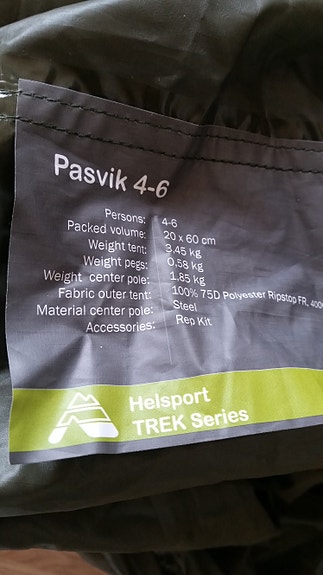 Pasvik 4-6
Persons: 4-6
Packed volume: 20 x 60 cm
Weight tent: 3.45 kg
Weight pegs: 0.58 kg
Weight center pole: 1.85 kg
Fabric outer tent: 100% 75D Polyester Ripstop FR, 400
Material center pole: Steel
Accessories: Rep Kit
Helsport
TREK Series